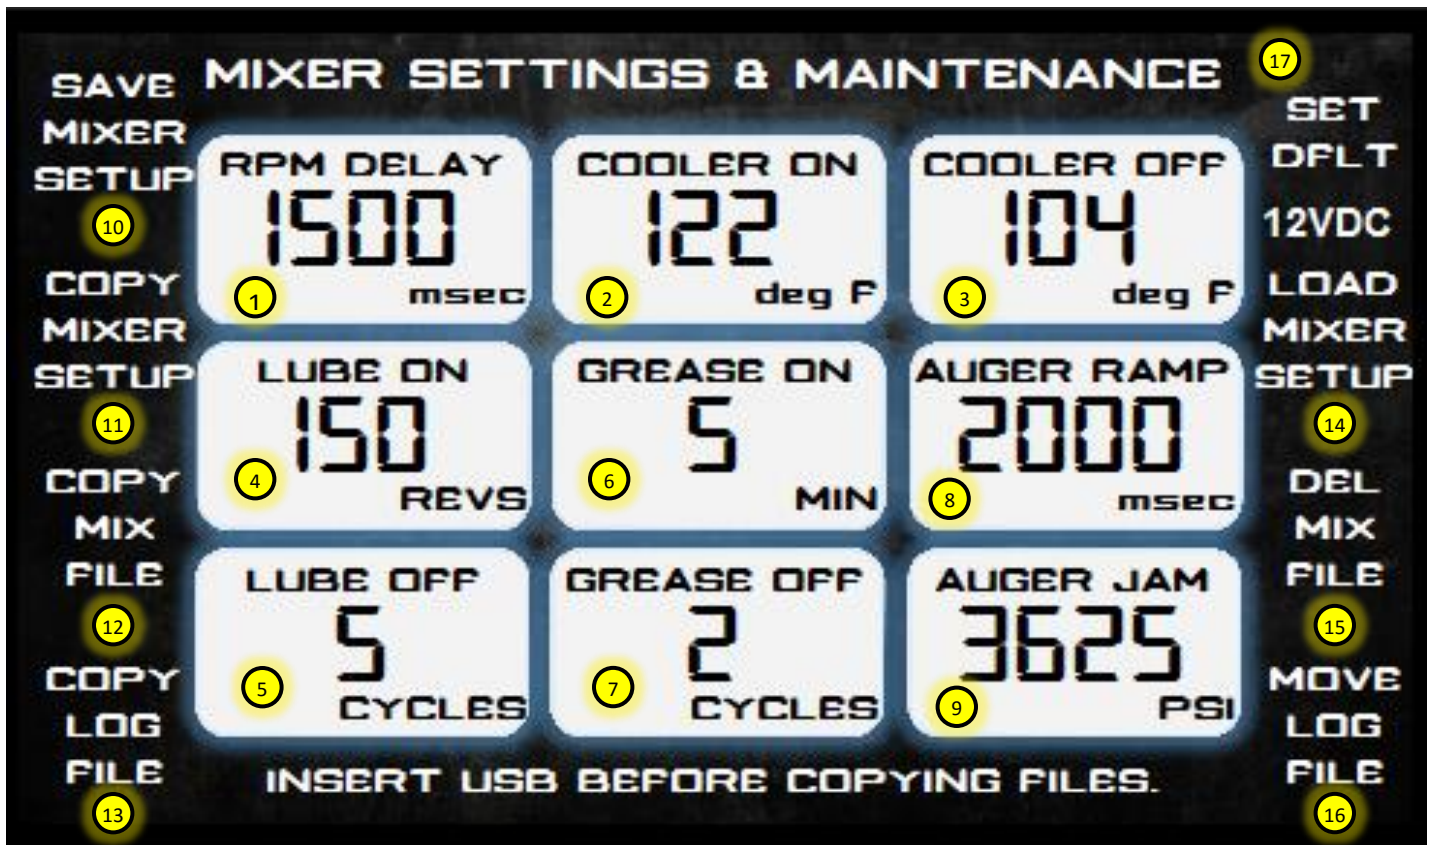 MIXER SETTINGS & MAINTENANCE
17
SAVE
MIXER
SETUP
10
COPY
MIXER
SETUP
11
COPY
MIX
FILE
12
COPY
LOG
FILE
13
RPM DELAY
1500
1
msec
COOLER ON
122
2
deg F
COOLER OFF
104
3
deg F
LUBE ON
150
4
REVS
GREASE ON
5
6
MIN
AUGER RAMP
2000
8
msec
LUBE OFF
5
5
CYCLES
GREASE OFF
2
7
CYCLES
AUGER JAM
3625
9
PSI
SET
DFLT
12VDC
LOAD
MIXER
SETUP
14
DEL
MIX
FILE
15
MOVE
LOG
FILE
16
INSERT USB BEFORE COPYING FILES.